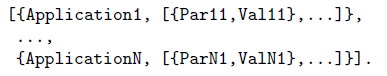 [{Application1, [{Par11,Val11},...]},
...,
{ApplicationN, [{ParN1,ValN1},...]}].